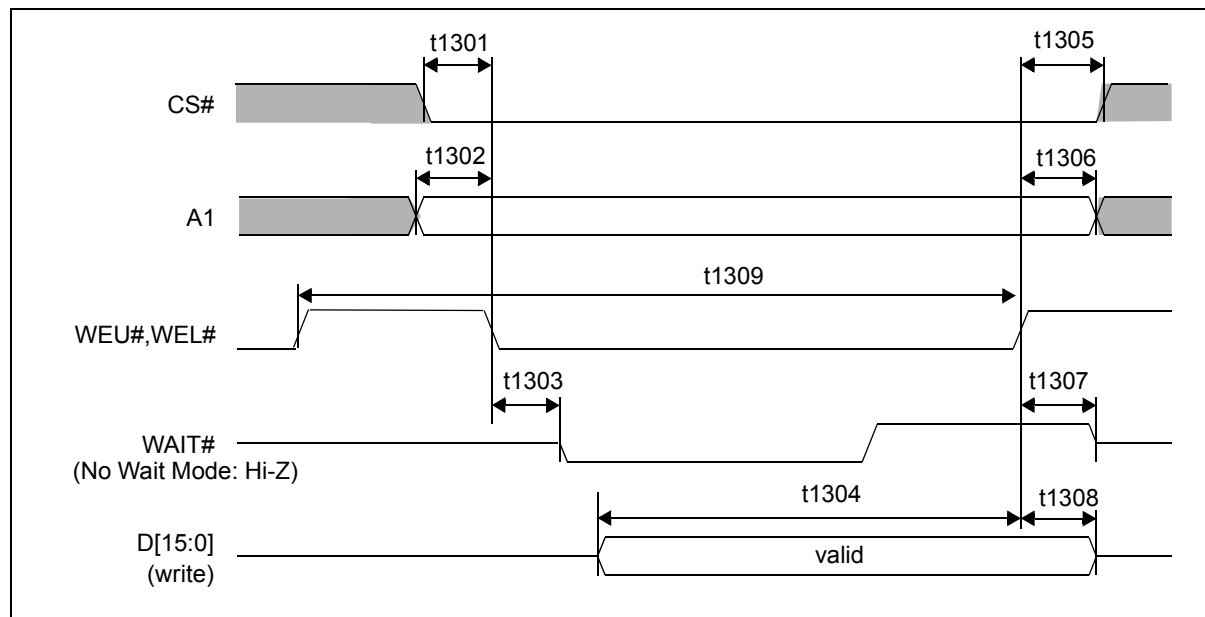 t1301
t1305
CS#
t1302
t1306
A1
t1309
WEU#,WEL#
t1303
t1307
WAIT#
(No Wait Mode: Hi-Z)
t1304
t1308
D[15:0]
(write)
valid